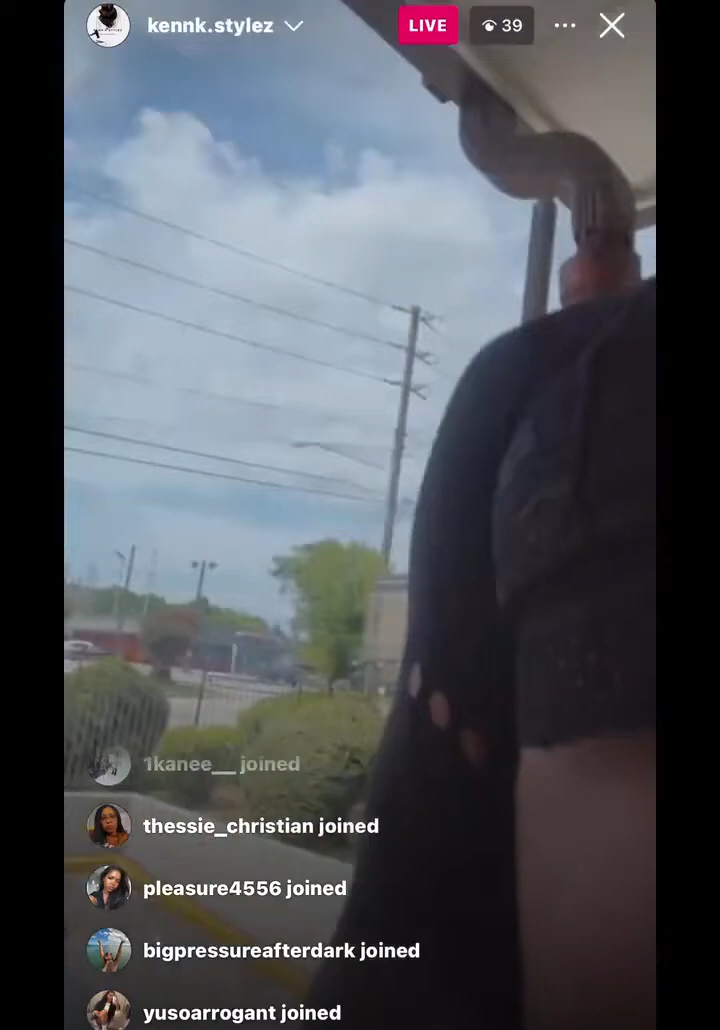 kennk.stylez
LIVE
39
1kanee__ joined
thessie_christian joined
pleasure4556 joined
bigpressureafterdark joined
yusoarrogant joined